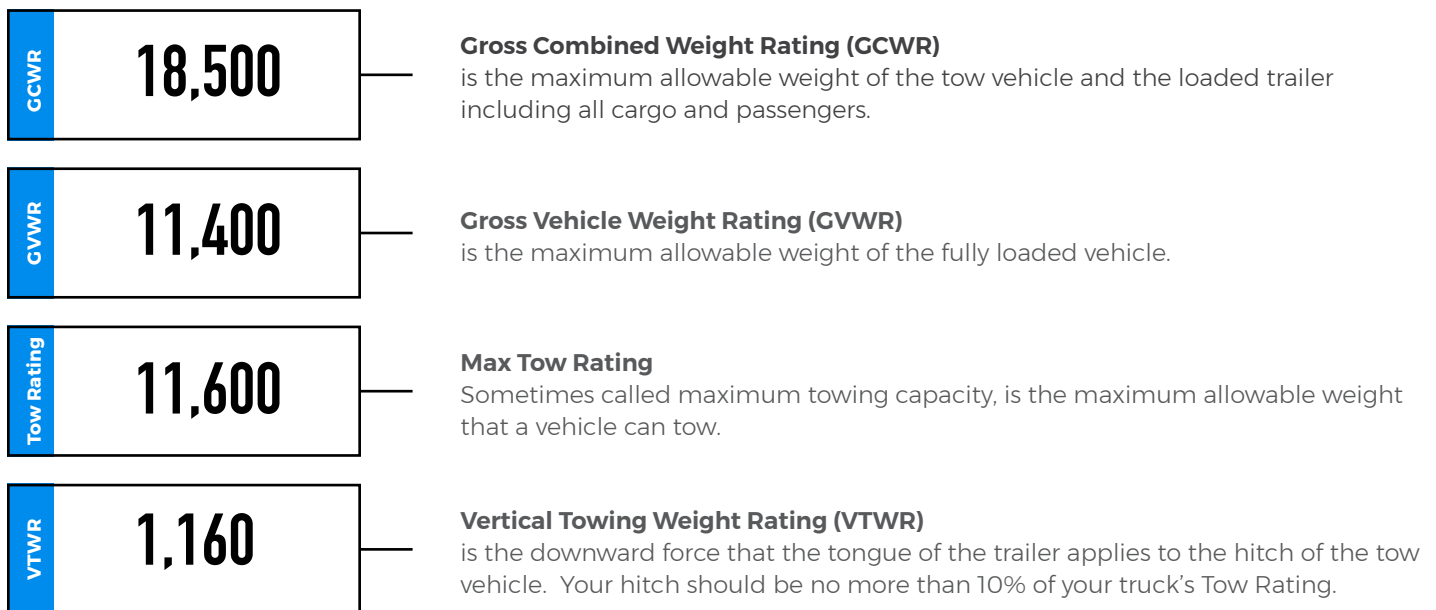 GCWR
18,500
Gross Combined Weight Rating (GCWR)
is the maximum allowable weight of the tow vehicle and the loaded trailer
including all cargo and passengers.
GVWR
11,400
Gross Vehicle Weight Rating (GVWR)
is the maximum allowable weight of the fully loaded vehicle.
Tow Rating
11,600
Max Tow Rating
Sometimes called maximum towing capacity, is the maximum allowable weight
that a vehicle can tow.
VTWR
1,160
Vertical Towing Weight Rating (VTWR)
is the downward force that the tongue of the trailer applies to the hitch of the tow
vehicle.  Your hitch should be no more than 10% of your truck’s Tow Rating.